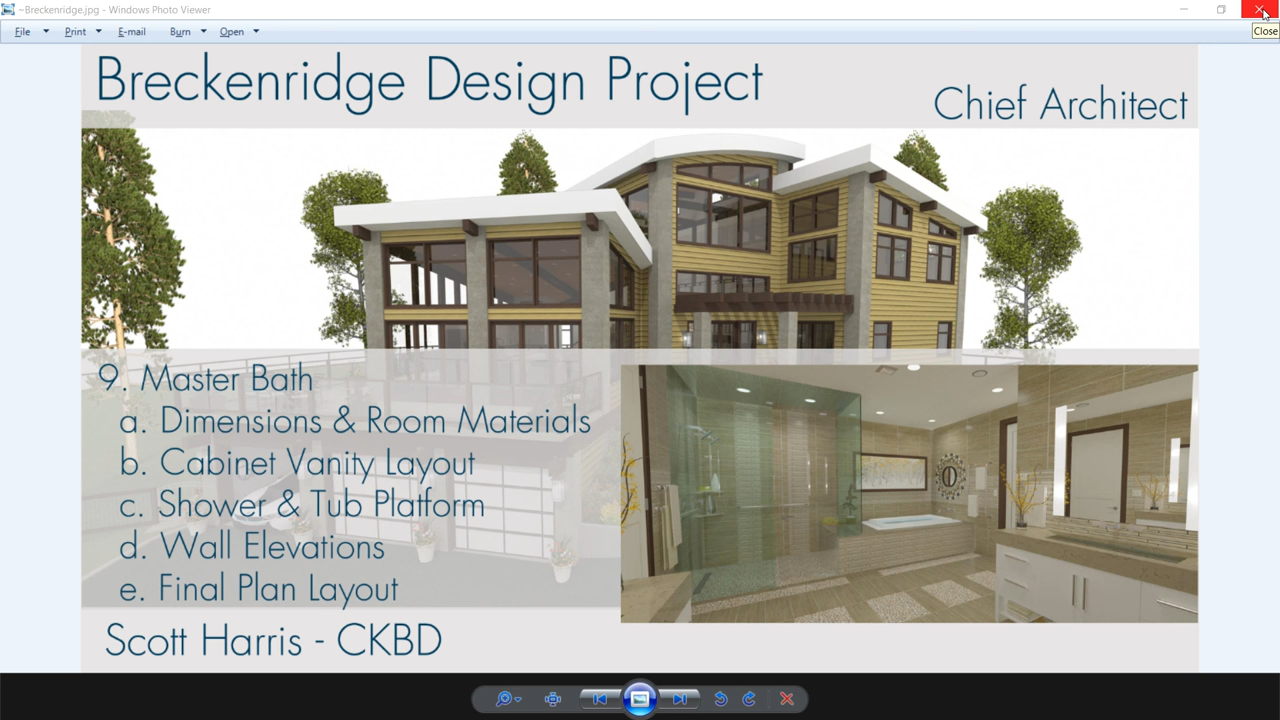 ~Breckenridge.jpg - Windows Photo Viewer
File Print E-mail Burn Open
Close
Breckenridge Design Project
Chief Architect
9. Master Bath
a. Dimensions & Room Materials
b. Cabinet Vanity Layout
c. Shower & Tub Platform
d. Wall Elevations
e. Final Plan Layout
Scott Harris - CKBD